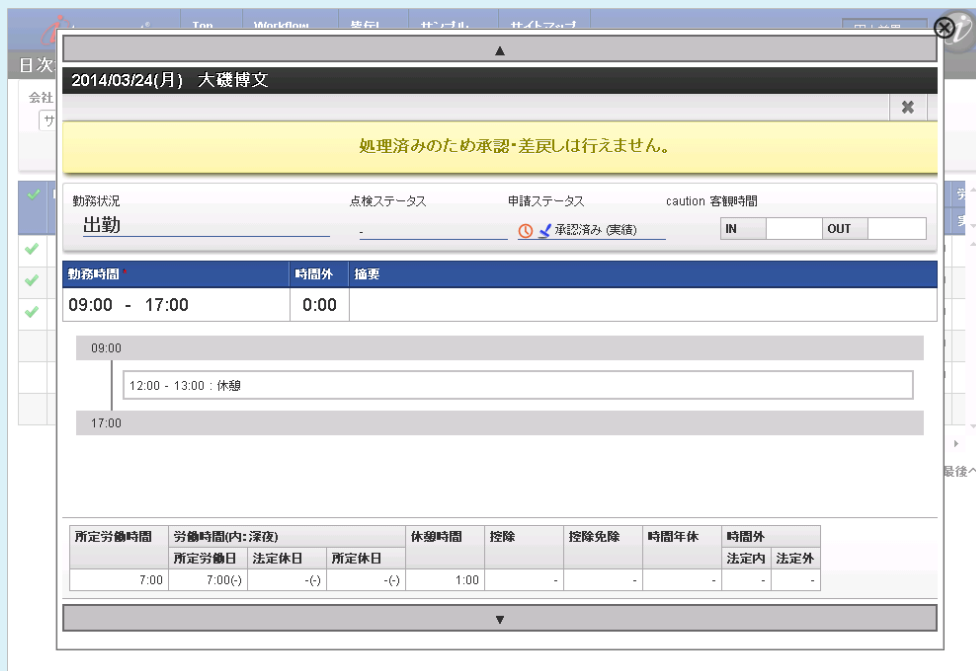 日次
会社
サ
▲
2014/03/24(月) 大磯博文
処理済みのため承認・差戻しは行えません。
勤務状況 点検ステータス 申請ステータス caution 客観時間
出勤 - 承認済み (実績) IN OUT
勤務時間* 時間外 摘要
09:00 - 17:00 0:00
09:00
12:00 - 13:00 : 休憩
17:00
最後へ
所定労働時間 労働時間(内:深夜) 休憩時間 控除 控除免除 時間年休 時間外
所定労働日 法定休日 所定休日 法定内 法定外
7:00 7:00(-) -(-) -(-) 1:00 - - - - -
▼